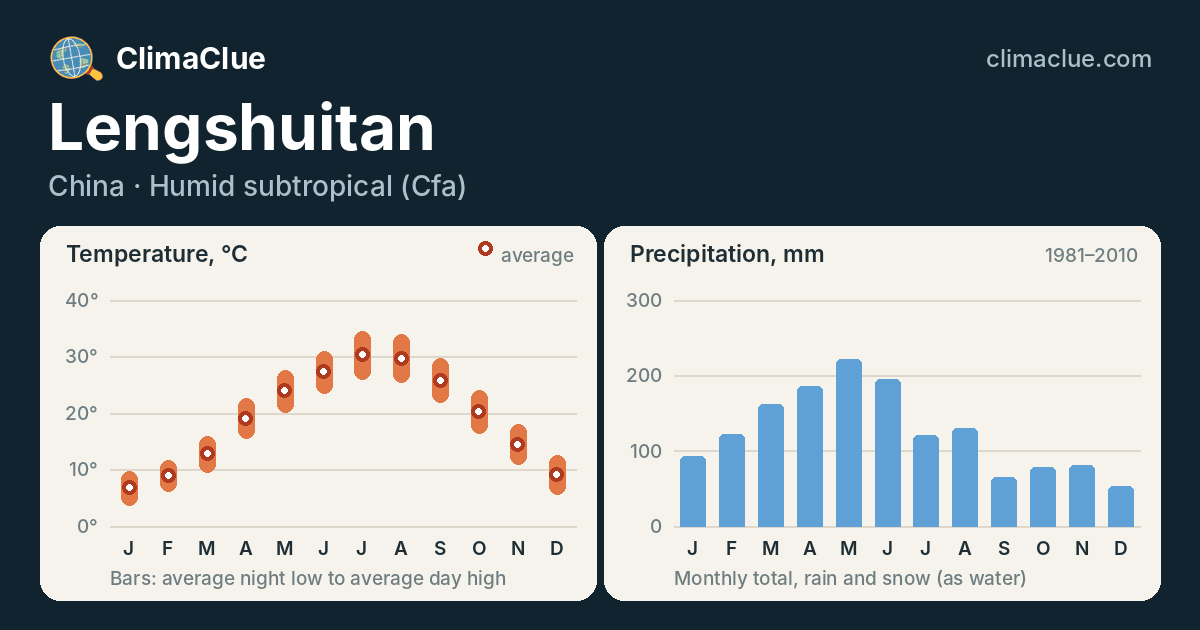 ClimaClue
climaclue.com
Lengshuitan
China · Humid subtropical (Cfa)
Temperature, °C
average
40°
30°
20°
10°
0°
J F M A M J J A S O N D
Bars: average night low to average day high
Precipitation, mm
1981–2010
300
200
100
0
J F M A M J J A S O N D
Monthly total, rain and snow (as water)